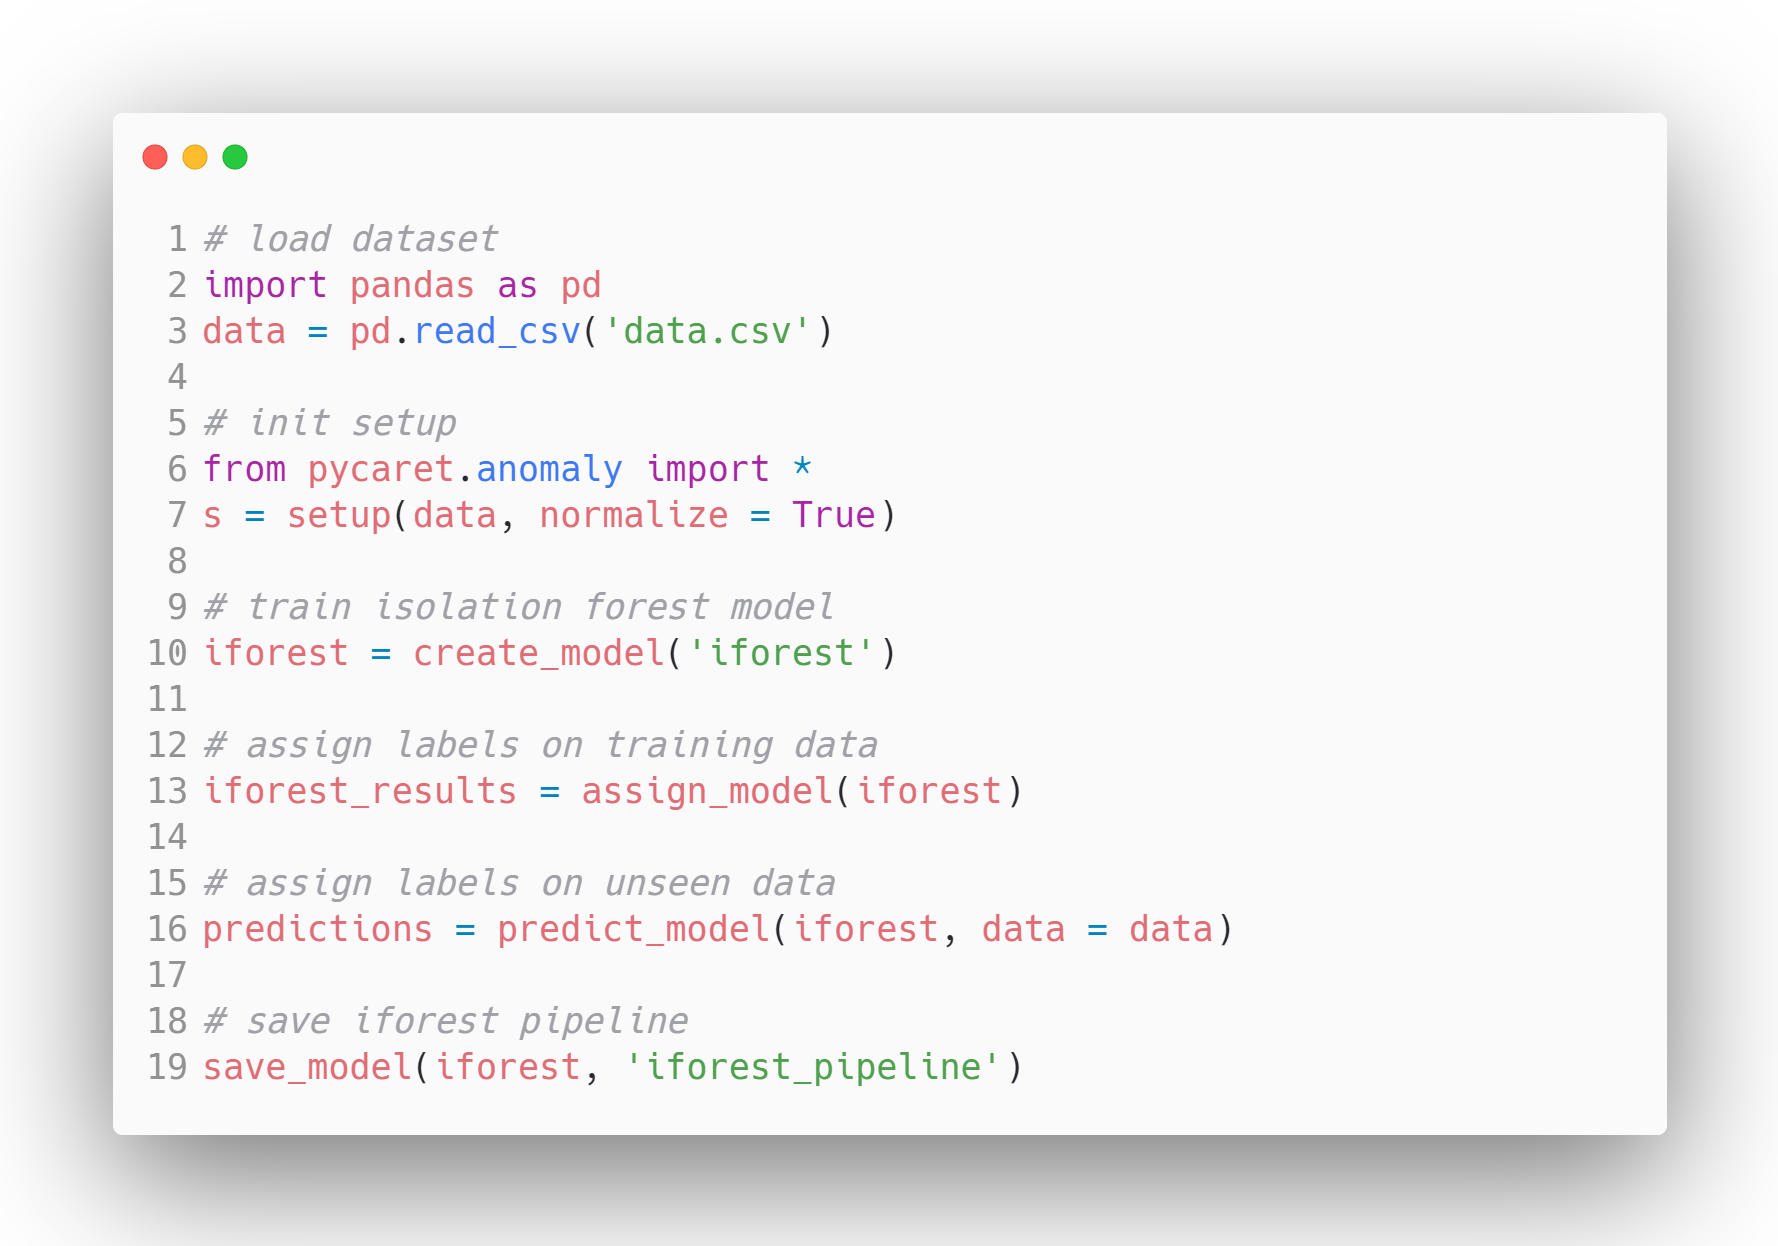 1 # load dataset
2 import pandas as pd
3 data = pd.read_csv('data.csv')
4
5 # init setup
6 from pycaret.anomaly import *
7 s = setup(data, normalize = True)
8
9 # train isolation forest model
10 iforest = create_model('iforest')
11
12 # assign labels on training data
13 iforest_results = assign_model(iforest)
14
15 # assign labels on unseen data
16 predictions = predict_model(iforest, data = data)
17
18 # save iforest pipeline
19 save_model(iforest, 'iforest_pipeline')